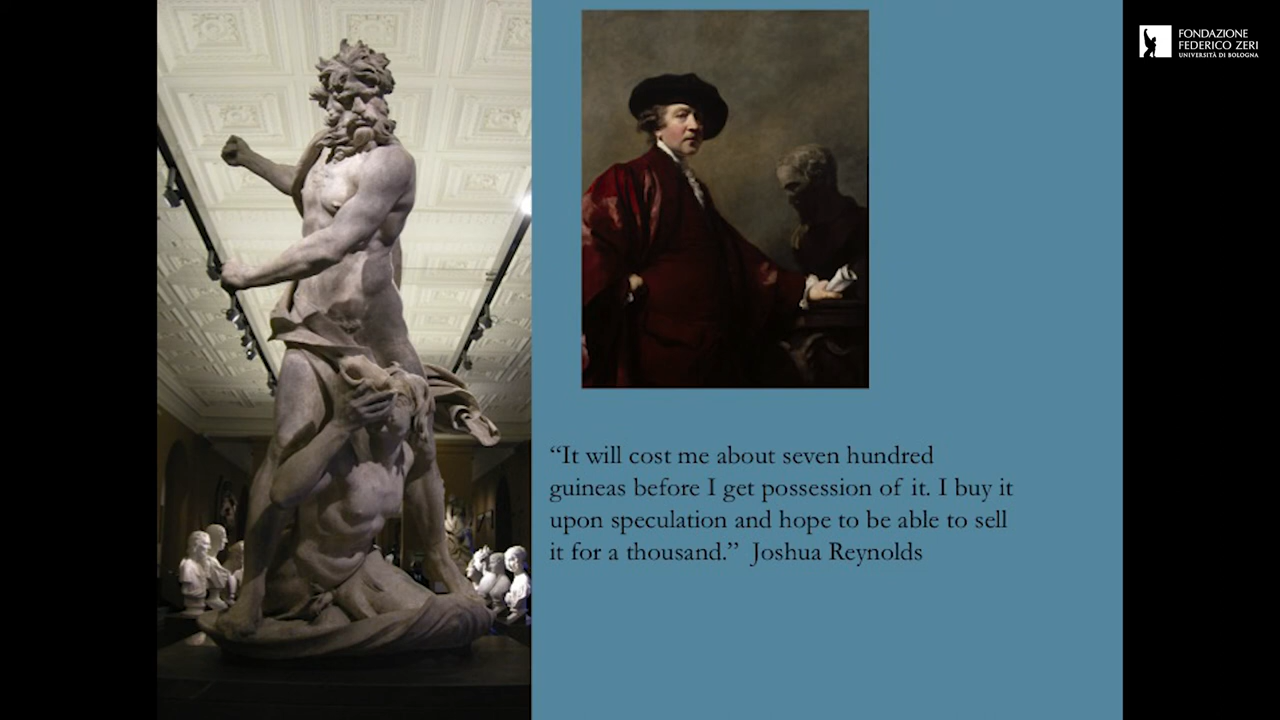 FONDAZIONE
FEDERICO ZERI
UNIVERSITÀ DI BOLOGNA
“It will cost me about seven hundred
guineas before I get possession of it. I buy it
upon speculation and hope to be able to sell
it for a thousand.” Joshua Reynolds